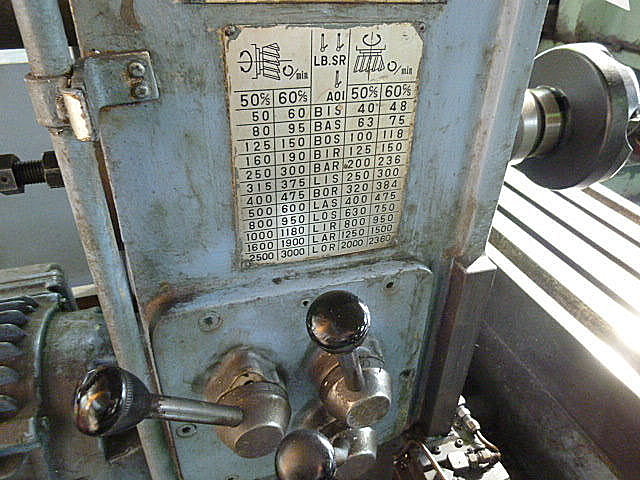 /min LB.SR /min
50% 60% AOI 50% 60%
50 60 BIS 40 48
80 95 BAS 63 75
125 150 BOS 100 118
160 190 BIR 125 150
250 300 BAR 200 236
315 375 LIS 250 300
400 475 BOR 320 384
500 600 LAS 400 475
800 950 LOS 630 750
1000 1180 LIR 800 950
1600 1900 LAR 1250 1500
2500 3000 LOR 2000 2360